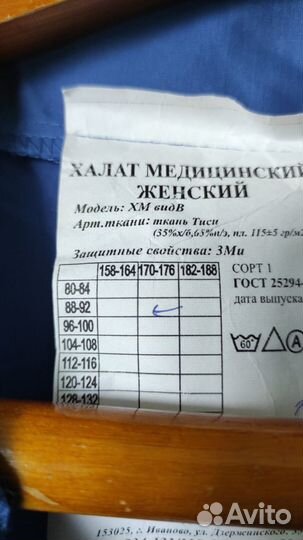 ХАЛАТ МЕДИЦИНСКИЙ
ЖЕНСКИЙ
Модель: ХМ видВ
Арт.ткани: ткань Тиси
(35%х/б,65%п/э, пл. 115±5 гр/м2
Защитные свойства: ЗМи
158-164 170-176 182-188
80-84
88-92
96-100
104-108
112-116
120-124
128-132
СОРТ 1
ГОСТ 25294-
дата выпуска
60
А
153025, г. Иваново, ул. Дзержинского,
Avito